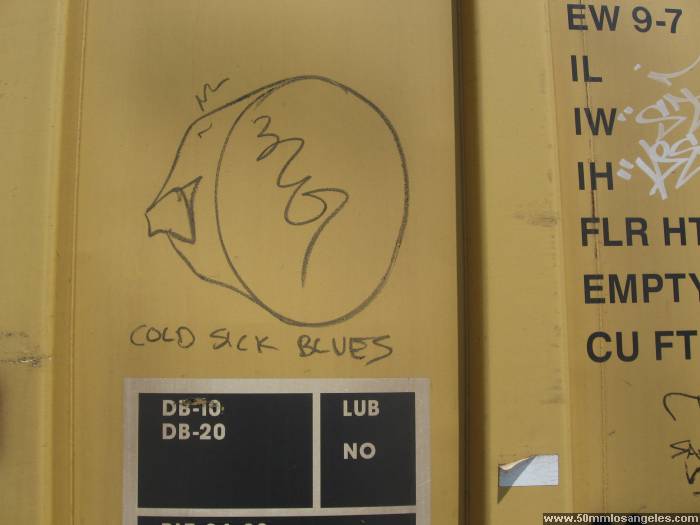 COLD SICK BLUES
DB-10
DB-20
LUB
NO
EW 9-7
IL
IW
IH
FLR HT
EMPTY
CU FT
www.50mmlosangeles.com